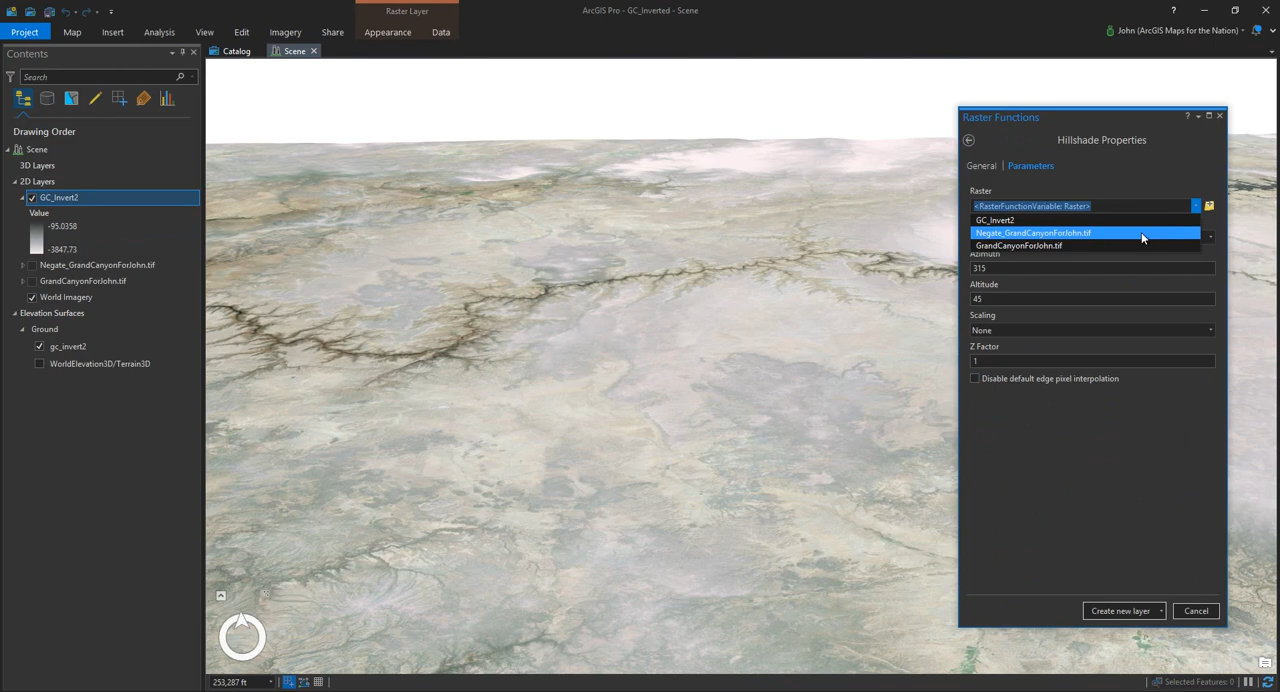 Raster Layer
ArcGIS Pro - GC_Inverted - Scene
?
Project
Map
Insert
Analysis
View
Edit
Imagery
Share
Appearance
Data
John (ArcGIS Maps for the Nation)
Contents
Catalog
Scene
Search
Drawing Order
Scene
3D Layers
2D Layers
GC_Invert2
Value
-95.0358
-3847.73
Negate_GrandCanyonForJohn.tif
GrandCanyonForJohn.tif
World Imagery
Elevation Surfaces
Ground
gc_invert2
WorldElevation3D/Terrain3D
Raster Functions
?
Hillshade Properties
General
Parameters
Raster
<RasterFunctionVariable: Raster>
GC_Invert2
Negate_GrandCanyonForJohn.tif
GrandCanyonForJohn.tif
Azimuth
315
Altitude
45
Scaling
None
Z Factor
1
Disable default edge pixel interpolation
Create new layer
Cancel
253,287 ft
Selected Features: 0